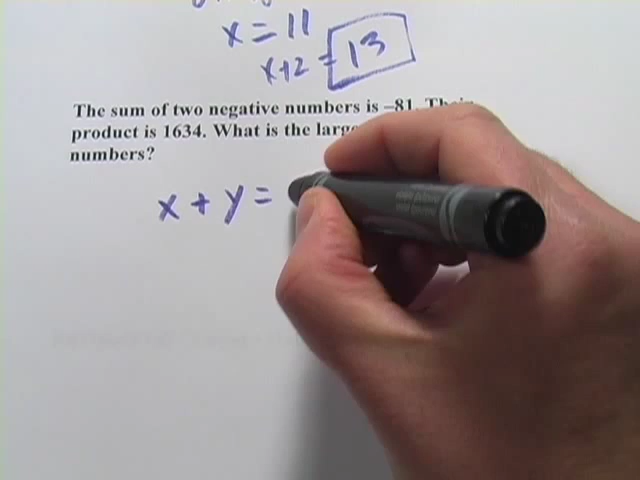 x = 11
x+2 = 13
The sum of two negative numbers is –81. Their
product is 1634. What is the large
numbers?
x + y =